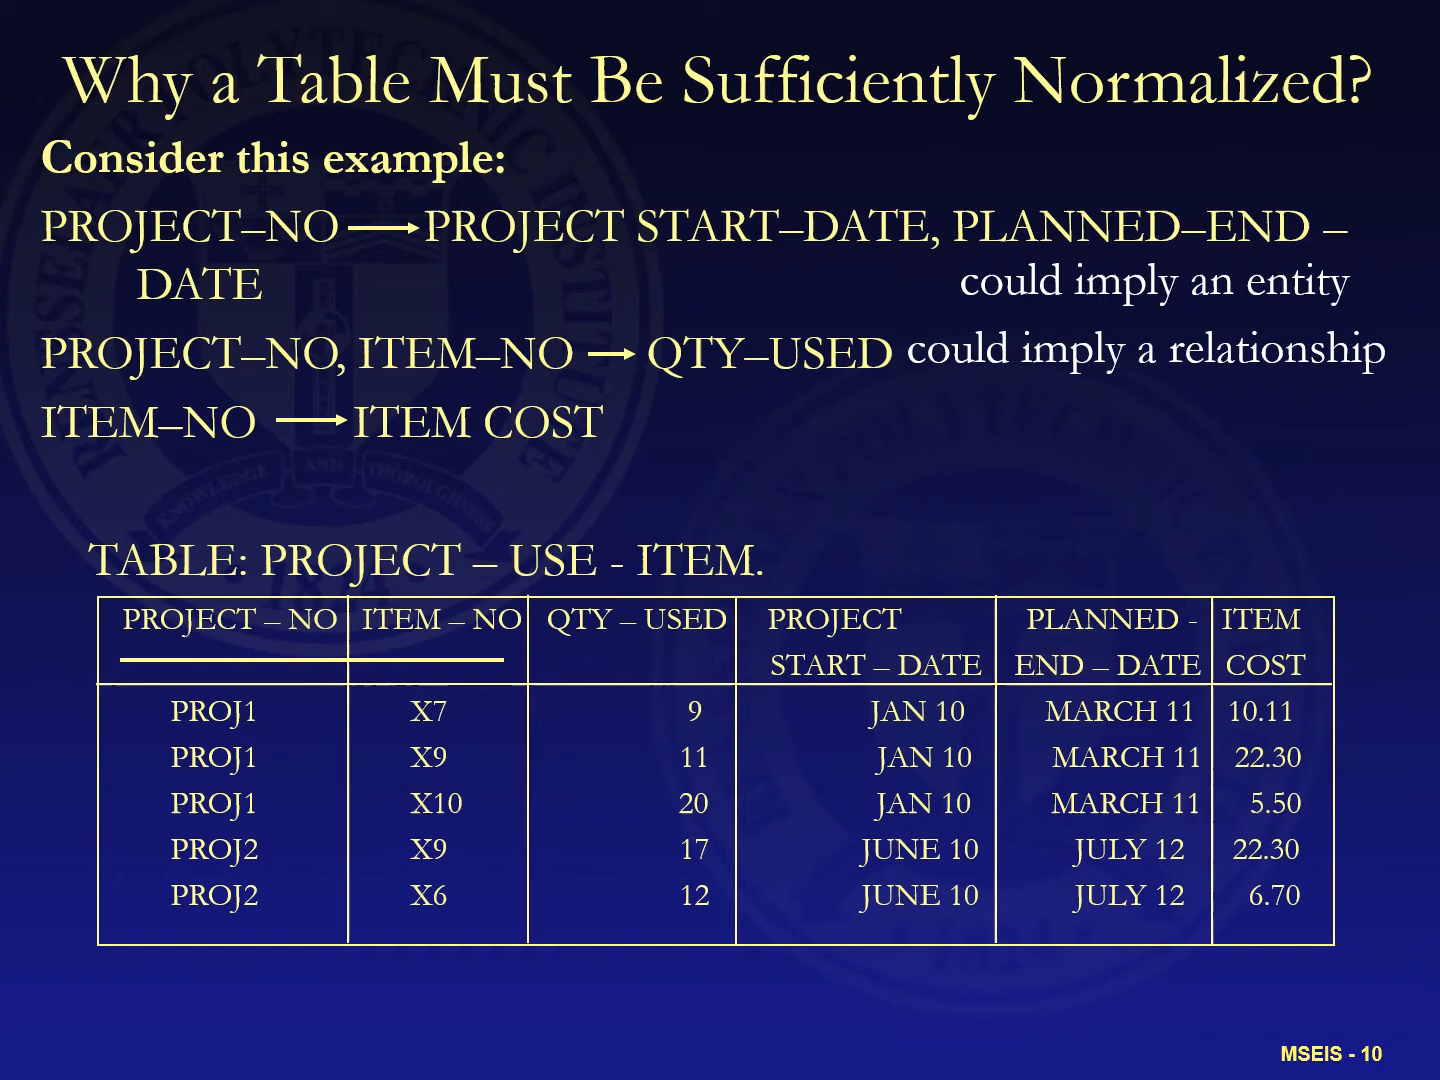 Why a Table Must Be Sufficiently Normalized?
Consider this example:
PROJECT–NO PROJECT START–DATE, PLANNED–END –
DATE could imply an entity
PROJECT–NO, ITEM–NO QTY–USED could imply a relationship
ITEM–NO ITEM COST
TABLE: PROJECT – USE - ITEM.
PROJECT – NO ITEM – NO QTY – USED PROJECT PLANNED - ITEM
START – DATE END – DATE COST
PROJ1 X7 9 JAN 10 MARCH 11 10.11
PROJ1 X9 11 JAN 10 MARCH 11 22.30
PROJ1 X10 20 JAN 10 MARCH 11 5.50
PROJ2 X9 17 JUNE 10 JULY 12 22.30
PROJ2 X6 12 JUNE 10 JULY 12 6.70
KNOWLEDGE AND THOROUGHNESS
MSEIS - 10